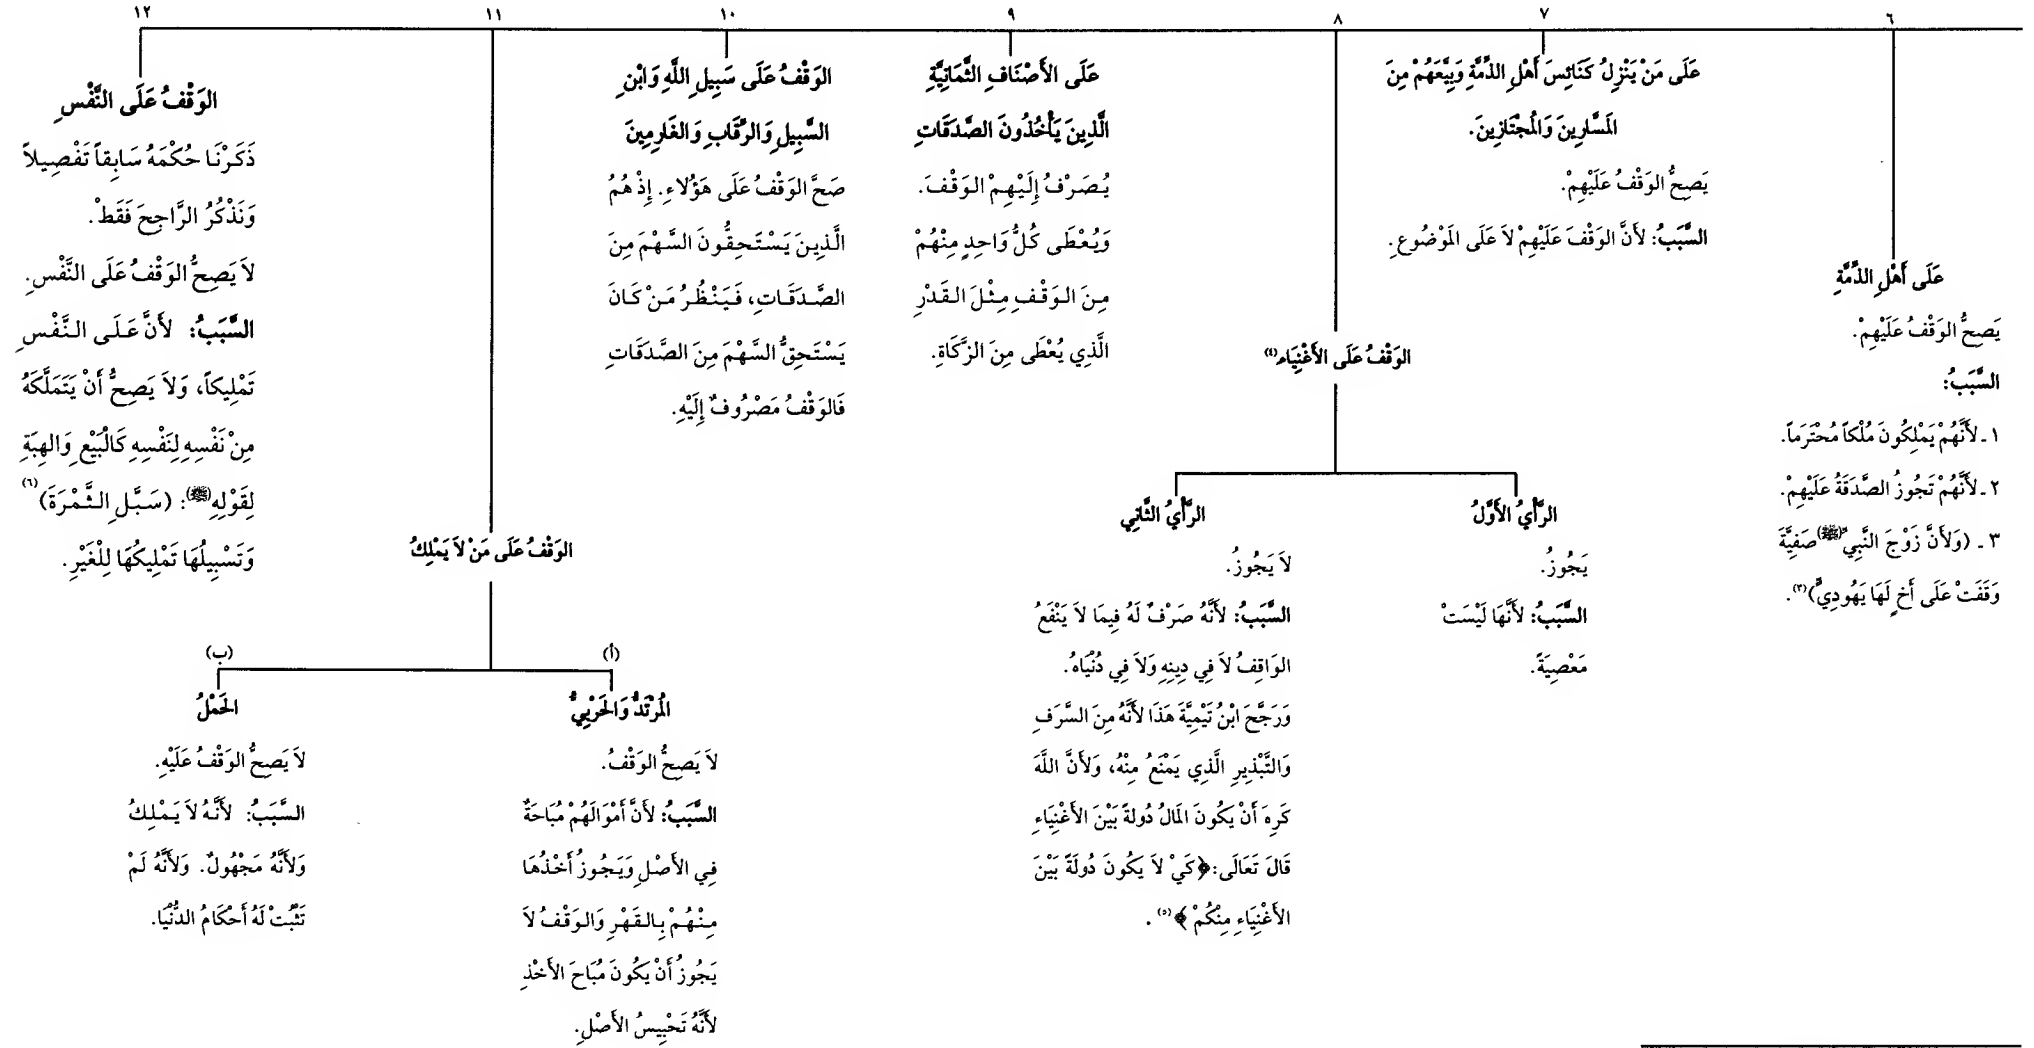 ٦
عَلَى أَهْلِ الذِّمَّةِ
يَصِحُّ الوَقْفُ عَلَيْهِمْ.
السَّبَبُ:
١ ـ لأَنَّهُمْ يَمْلِكُونَ مُلْكاً مُحْتَرَماً.
٢ ـ لأَنَّهُمْ تَجُوزُ الصَّدَقَةُ عَلَيْهِمْ.
٣ ـ (وَلأَنَّ زَوْجَ النَّبِيِّ (ﷺ) صَفِيَّةَ
وَقَفَتْ عَلَى أَخٍ لَهَا يَهُودِيٍّ)(٣).
٧
عَلَى مَنْ يَنْزِلُ كَنَائِسَ أَهْلِ الذِّمَّةِ وَبِيَّعَهُمْ مِنَ
المَسَّارِينَ وَالمُجْتَازِينَ.
يَصِحُّ الوَقْفُ عَلَيْهِمْ.
السَّبَبُ: لأَنَّ الوَقْفَ عَلَيْهِمْ لاَ عَلَى المَوْضُوعِ.
٨
الوَقْفُ عَلَى الأَغْنِيَاء(٤)
الرَّأْيُ الأَوَّلُ
يَجُوزُ.
السَّبَبُ: لأَنَّهَا لَيْسَتْ
مَعْصِيَةً.
الرَّأْيُ الثَّانِي
لاَ يَجُوزُ.
السَّبَبُ: لأَنَّهُ صَرْفٌ لَهُ فِيمَا لاَ يَنْفَعُ
الوَاقِفُ لاَ فِي دِينِهِ وَلاَ فِي دُنْيَاهُ.
وَرَجَّحَ ابْنُ تَيْمِيَّةَ هَذَا لأَنَّهُ مِنَ السَّرَفِ
وَالتَّبْذِيرِ الَّذِي يَمْنَعُ مِنْهُ، وَلأَنَّ اللَّهَ
كَرِهَ أَنْ يَكُونَ المَالُ دُولةً بَيْنَ الأَغْنِيَاءِ
قَالَ تَعَالَى: ﴿كَيْ لاَ يَكُونَ دُولَةً بَيْنَ
الأَغْنِيَاءِ مِنْكُمْ﴾(٥).
٩
عَلَى الأَصْنَافِ الثَّمَانِيَّةِ
الَّذِينَ يَأْخُذُونَ الصَّدَقَاتِ
يُصَرْفُ إِلَيْهِمْ الوَقْفَ.
وَيُعْطَى كُلُّ وَاحِدٍ مِنْهُمْ
مِنَ الوَقْفِ مِثْلَ القَدْرِ
الَّذِي يُعْطَى مِنَ الزَّكَاةِ.
١٠
الوَقْفُ عَلَى سَبِيلِ اللَّهِ وَابْنِ
السَّبِيلِ وَالرِّقَابِ وَالغَارِمِينَ
صَحَّ الوَقْفُ عَلَى هَؤُلاءِ. إِذْ هُمُ
الَّذِينَ يَسْتَحِقُّونَ السَّهْمَ مِنَ
الصَّدَقَاتِ، فَيَنْظُرُ مَنْ كَانَ
يَسْتَحِقُّ السَّهْمَ مِنَ الصَّدَقَاتِ
فَالوَقْفُ مَصْرُوفٌ إِلَيْهِ.
١١
الوَقْفُ عَلَى مَنْ لاَ يَمْلِكُ
(أ)
المُرْتَدُّ وَالحَرْبِيُّ
لاَ يَصِحُّ الوَقْفُ.
السَّبَبُ: لأَنَّ أَمْوَالَهُمْ مُبَاحَةٌ
فِي الأَصْلِ وَيَجُوزُ أَخْذُهَا
مِنْهُمْ بِالقَهْرِ وَالوَقْفُ لاَ
يَجُوزُ أَنْ يَكُونَ مُبَاحَ الأَخْذِ
لأَنَّهُ تَحْبِيسُ الأَصْلِ.
(ب)
الحَمْلُ
لاَ يَصِحُّ الوَقْفُ عَلَيْهِ.
السَّبَبُ: لأَنَّهُ لاَ يَمْلِكُ
وَلأَنَّهُ مَجْهُولٌ. وَلأَنَّهُ لَمْ
تَثْبُتْ لَهُ أَحْكَامُ الدُّنْيَا.
١٢
الوَقْفُ عَلَى النَّفْسِ
ذَكَرْنَا حُكْمَهُ سَابِقاً تَفْصِيلاً
وَنَذْكُرُ الرَّاجِحَ فَقَطْ.
لاَ يَصِحُّ الوَقْفُ عَلَى النَّفْسِ.
السَّبَبُ: لأَنَّ عَلَى النَّفْسِ
تَمْلِيكاً، وَلاَ يَصِحُّ أَنْ يَتَمَلَّكَهُ
مِنْ نَفْسِهِ لِنَفْسِهِ كَالْبَيْعِ وَالهِبَةِ
لِقَوْلِهِ (ﷺ): (سَبَّلِ الثَّمْرَةَ)(٦)
وَتَسْبِيلُهَا تَمْلِيكُهَا لِلْغَيْرِ.